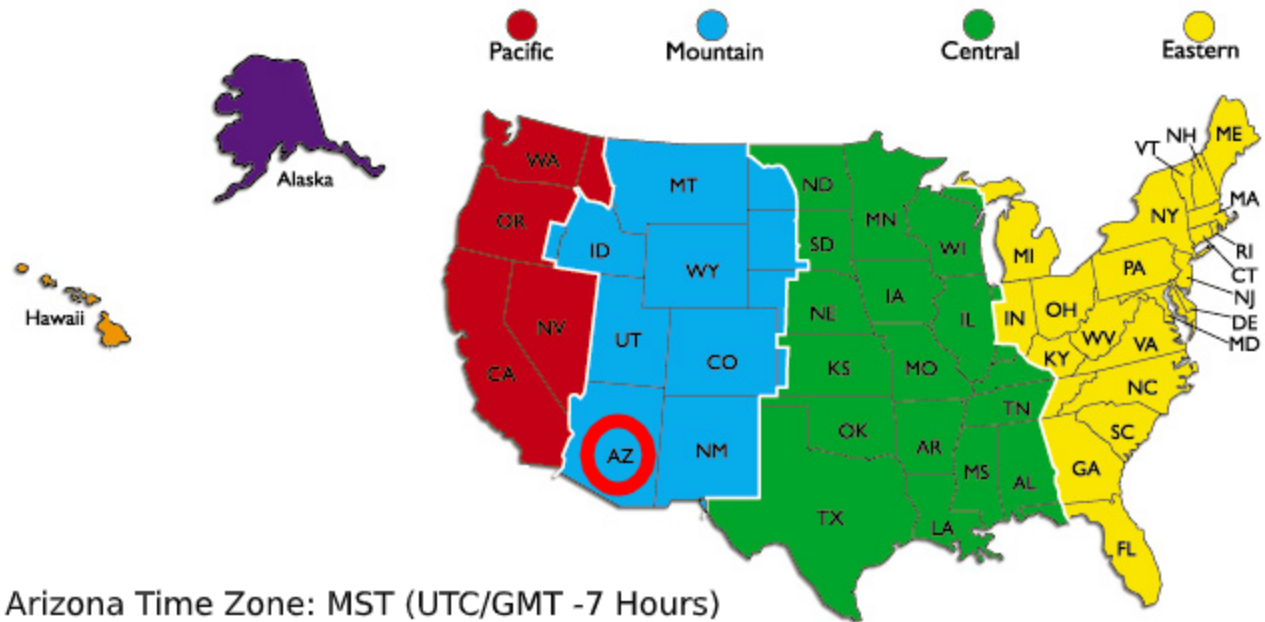 Pacific
Mountain
Central
Eastern
Alaska
Hawaii
WA
OR
CA
NV
ID
MT
WY
UT
CO
AZ
NM
ND
SD
NE
KS
OK
TX
MN
IA
MO
AR
LA
WI
IL
MS
AL
TN
MI
IN
OH
KY
WV
VA
NC
SC
GA
FL
PA
NY
VT
NH
ME
MA
RI
CT
NJ
DE
MD
Arizona Time Zone: MST (UTC/GMT -7 Hours)